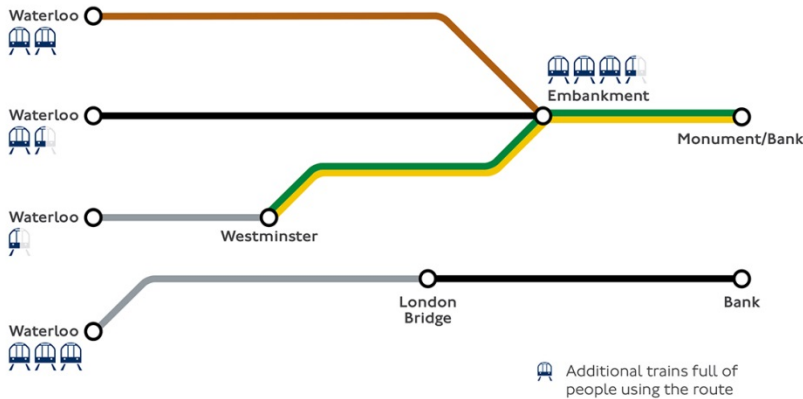 Waterloo
Embankment
Waterloo
Monument/Bank
Waterloo
Westminster
London
Bridge
Bank
Waterloo
Additional trains full of
people using the route